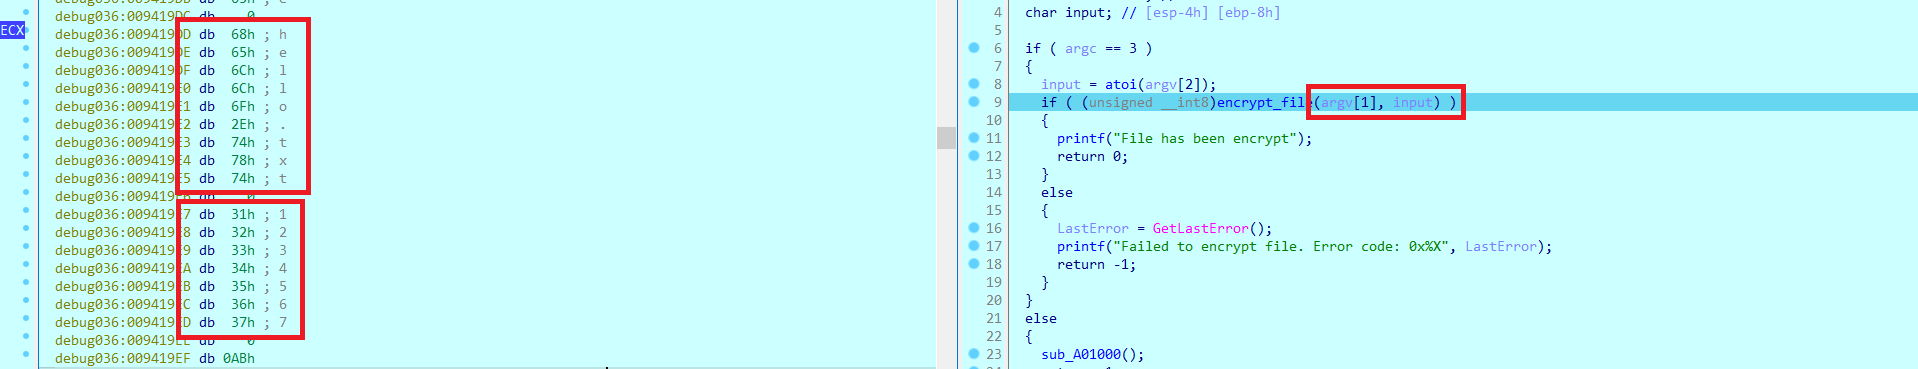 debug036:009419DC db 0
debug036:009419DD db 68h ; h
debug036:009419DE db 65h ; e
debug036:009419DF db 6Ch ; l
debug036:009419E0 db 6Ch ; l
debug036:009419E1 db 6Fh ; o
debug036:009419E2 db 2Eh ; .
debug036:009419E3 db 74h ; t
debug036:009419E4 db 78h ; x
debug036:009419E5 db 74h ; t
debug036:009419E6 db 0
debug036:009419E7 db 31h ; 1
debug036:009419E8 db 32h ; 2
debug036:009419E9 db 33h ; 3
debug036:009419EA db 34h ; 4
debug036:009419EB db 35h ; 5
debug036:009419EC db 36h ; 6
debug036:009419ED db 37h ; 7
debug036:009419EE db 0
debug036:009419EF db 0ABh
ECX
4 char input; // [esp-4h] [ebp-8h]
5
6 if ( argc == 3 )
7 {
8 input = atoi(argv[2]);
9 if ( (unsigned __int8)encrypt_file(argv[1], input) )
10 {
11 printf("File has been encrypt");
12 return 0;
13 }
14 else
15 {
16 LastError = GetLastError();
17 printf("Failed to encrypt file. Error code: 0x%X", LastError);
18 return -1;
19 }
20 }
21 else
22 {
23 sub_A01000();